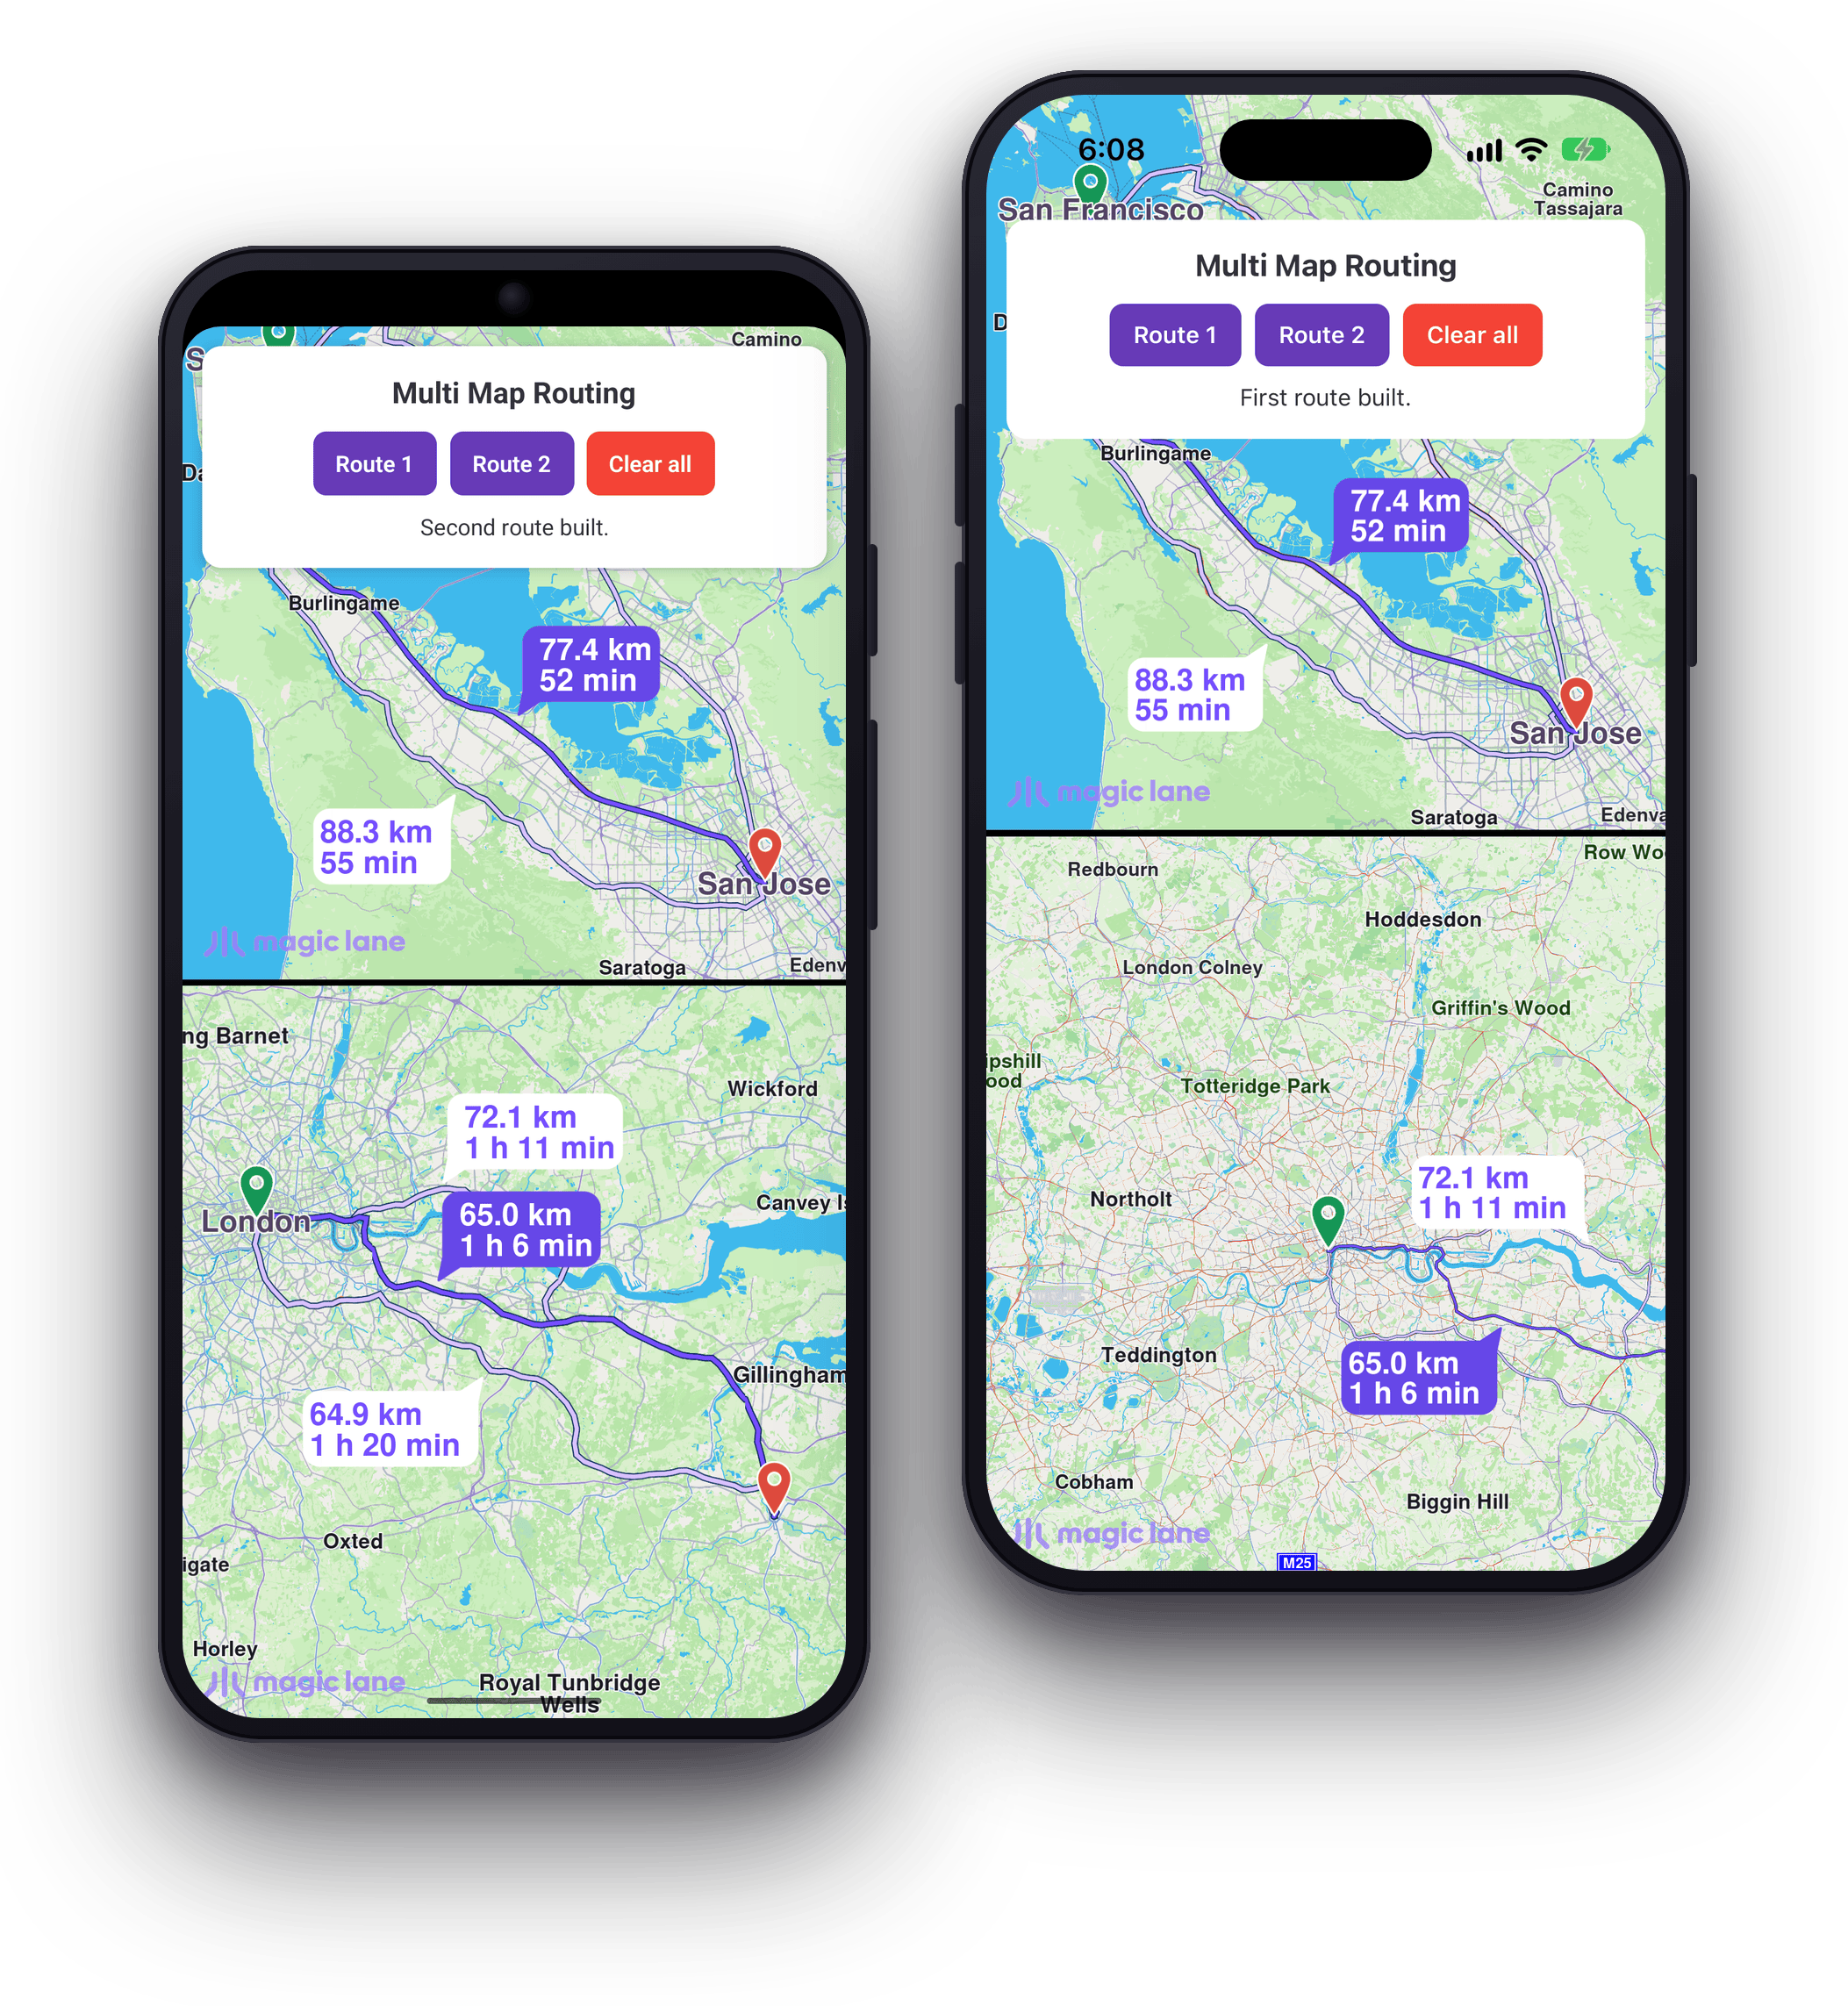 Camino
S
Multi Map Routing
Da
Route 1
Route 2
Clear all
Second route built.
Burlingame
77.4 km
52 min
88.3 km
55 min
San Jose
magic lane
Saratoga
Edenv
ng Barnet
Wickford
72.1 km
1 h 11 min
Canvey Is
London
65.0 km
1 h 6 min
Gillingham
64.9 km
1 h 20 min
Oxted
igate
Horley
magic lane
Royal Tunbridge
Wells
6:08
Camino
Tassajara
San Francisco
Multi Map Routing
D
Route 1
Route 2
Clear all
First route built.
Burlingame
77.4 km
52 min
88.3 km
55 min
San Jose
magic lane
Saratoga
Edenva
Row Wo
Redbourn
Hoddesdon
London Colney
Griffin's Wood
ipshill
ood
Totteridge Park
Northolt
72.1 km
1 h 11 min
Teddington
65.0 km
1 h 6 min
Cobham
Biggin Hill
magic lane
M25